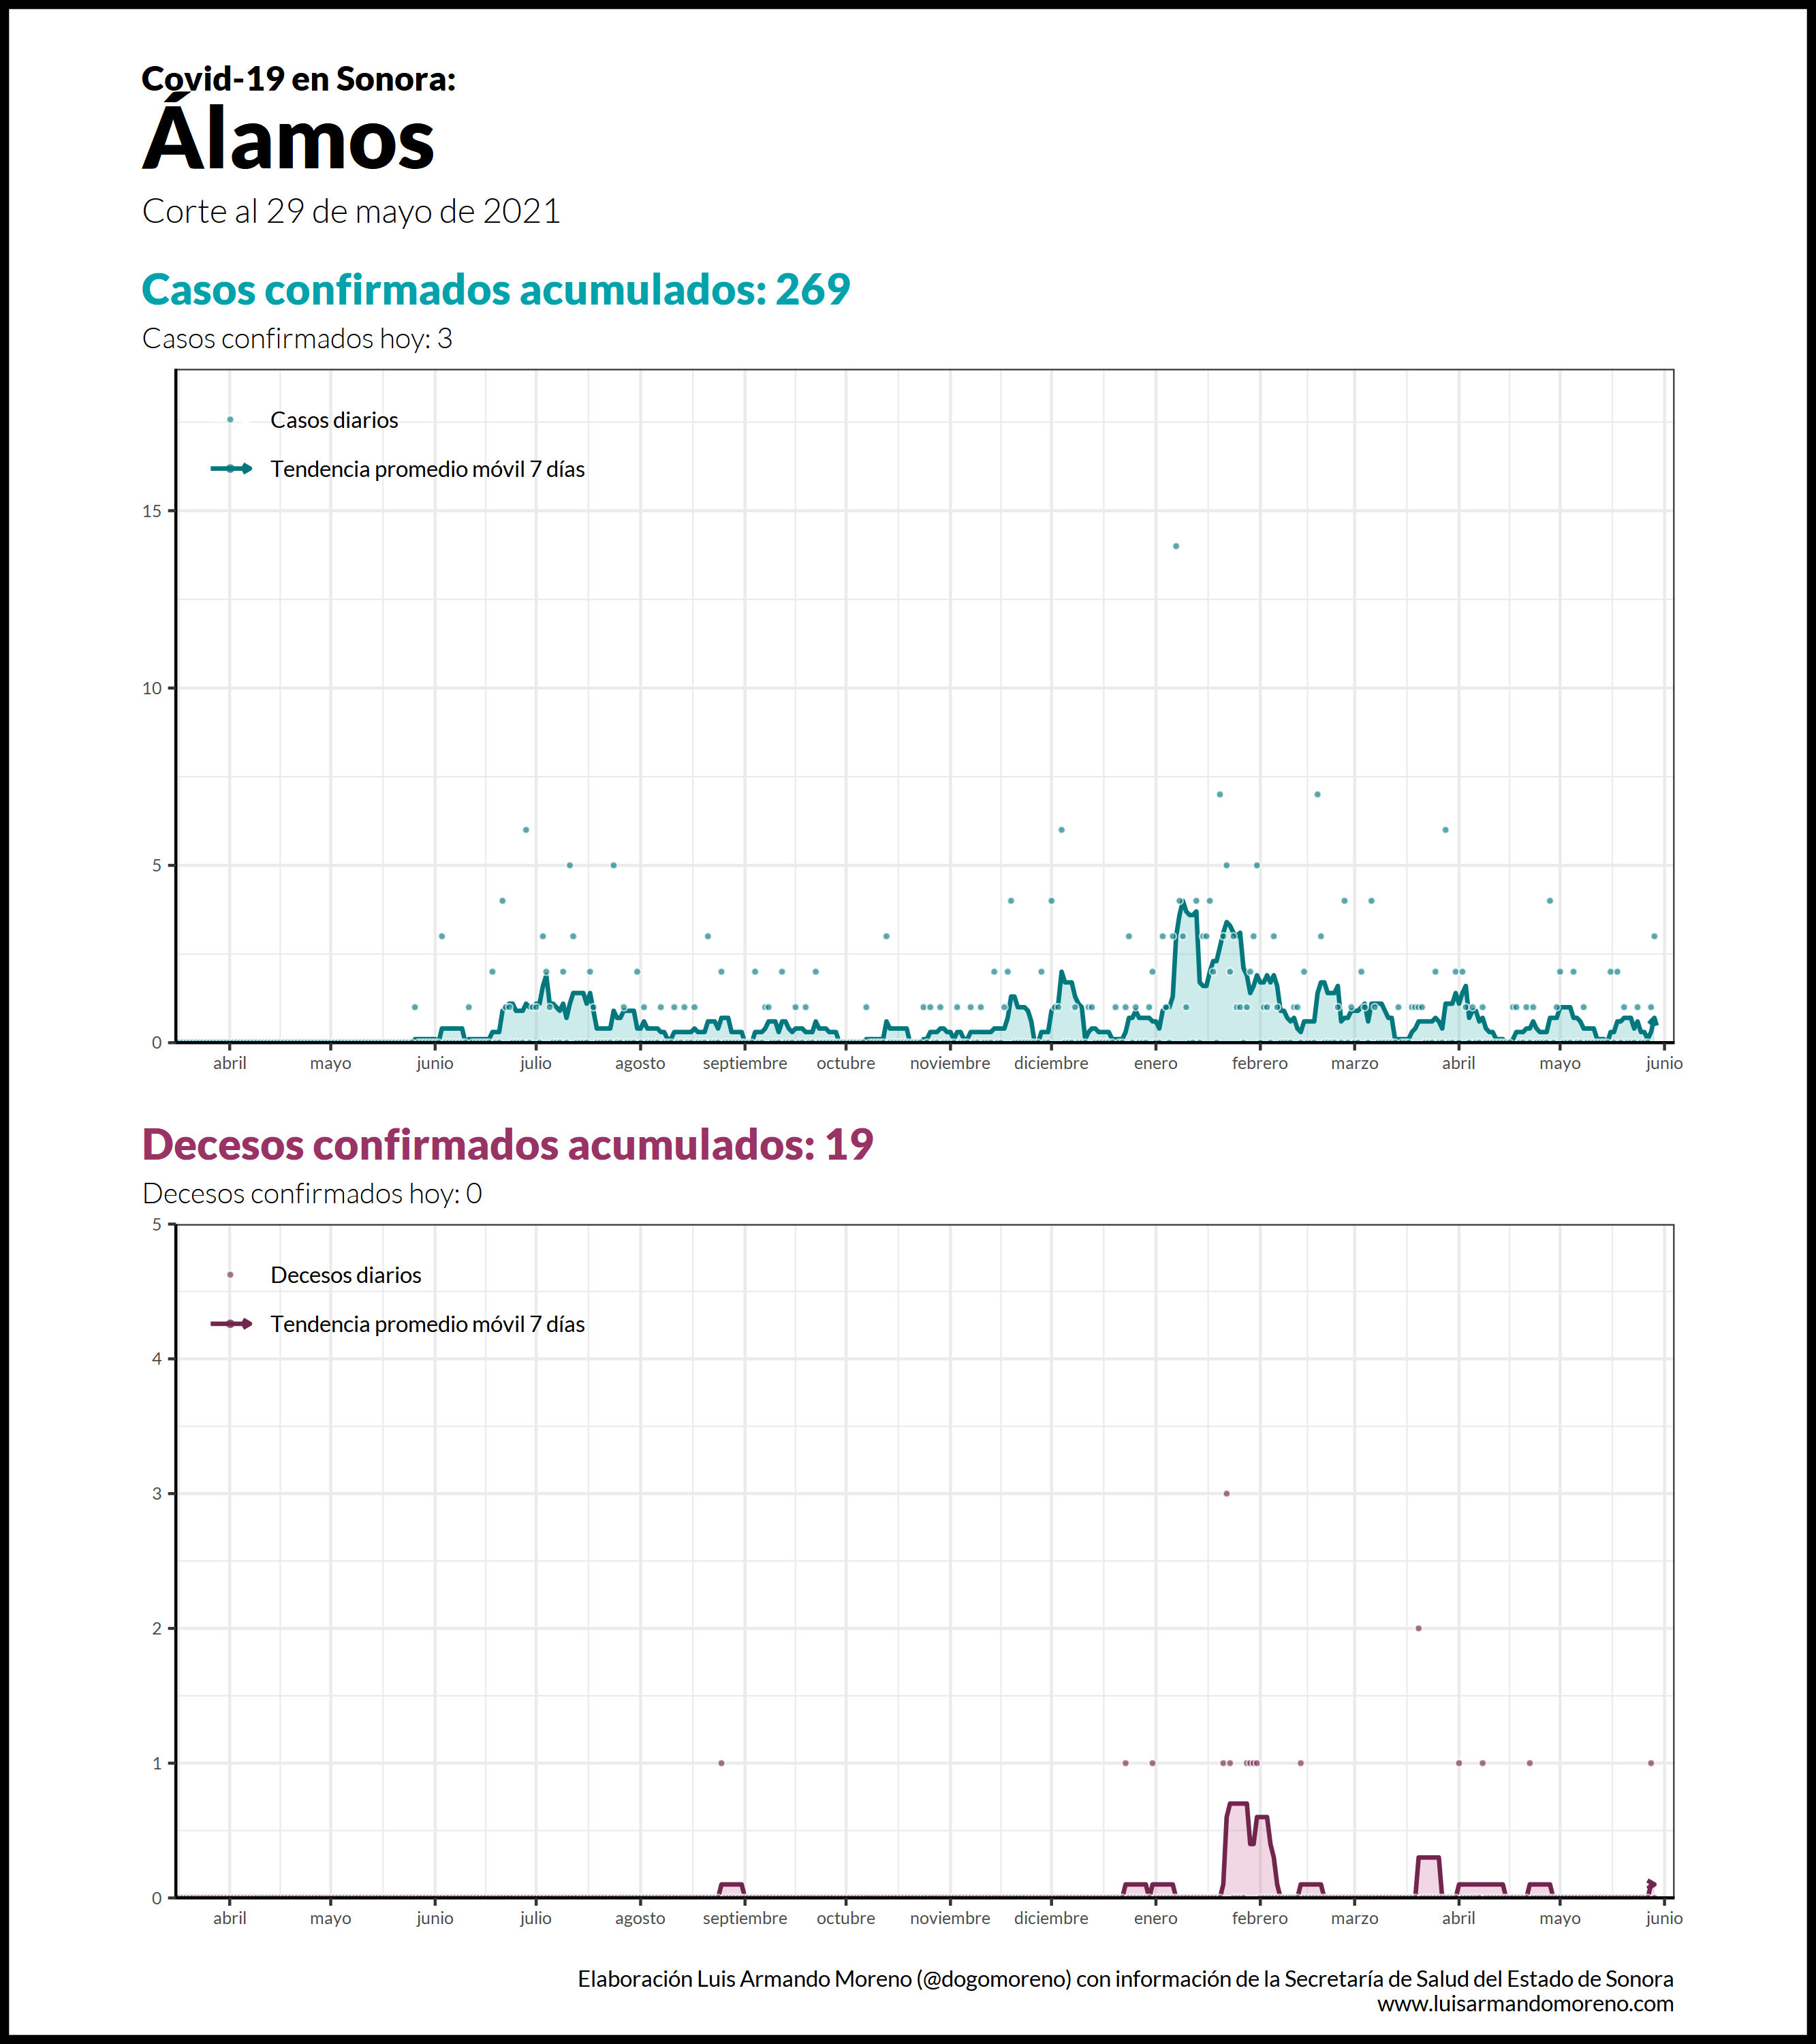 Covid-19 en Sonora:
Álamos
Corte al 29 de mayo de 2021
Casos confirmados acumulados: 269
Casos confirmados hoy: 3
Casos diarios
Tendencia promedio móvil 7 días
15
10
5
0
abril mayo junio julio agosto septiembre octubre noviembre diciembre enero febrero marzo abril mayo junio
Decesos confirmados acumulados: 19
Decesos confirmados hoy: 0
5
Decesos diarios
Tendencia promedio móvil 7 días
4
3
2
1
0
abril mayo junio julio agosto septiembre octubre noviembre diciembre enero febrero marzo abril mayo junio
Elaboración Luis Armando Moreno (@dogomoreno) con información de la Secretaría de Salud del Estado de Sonora
www.luisarmandomoreno.com